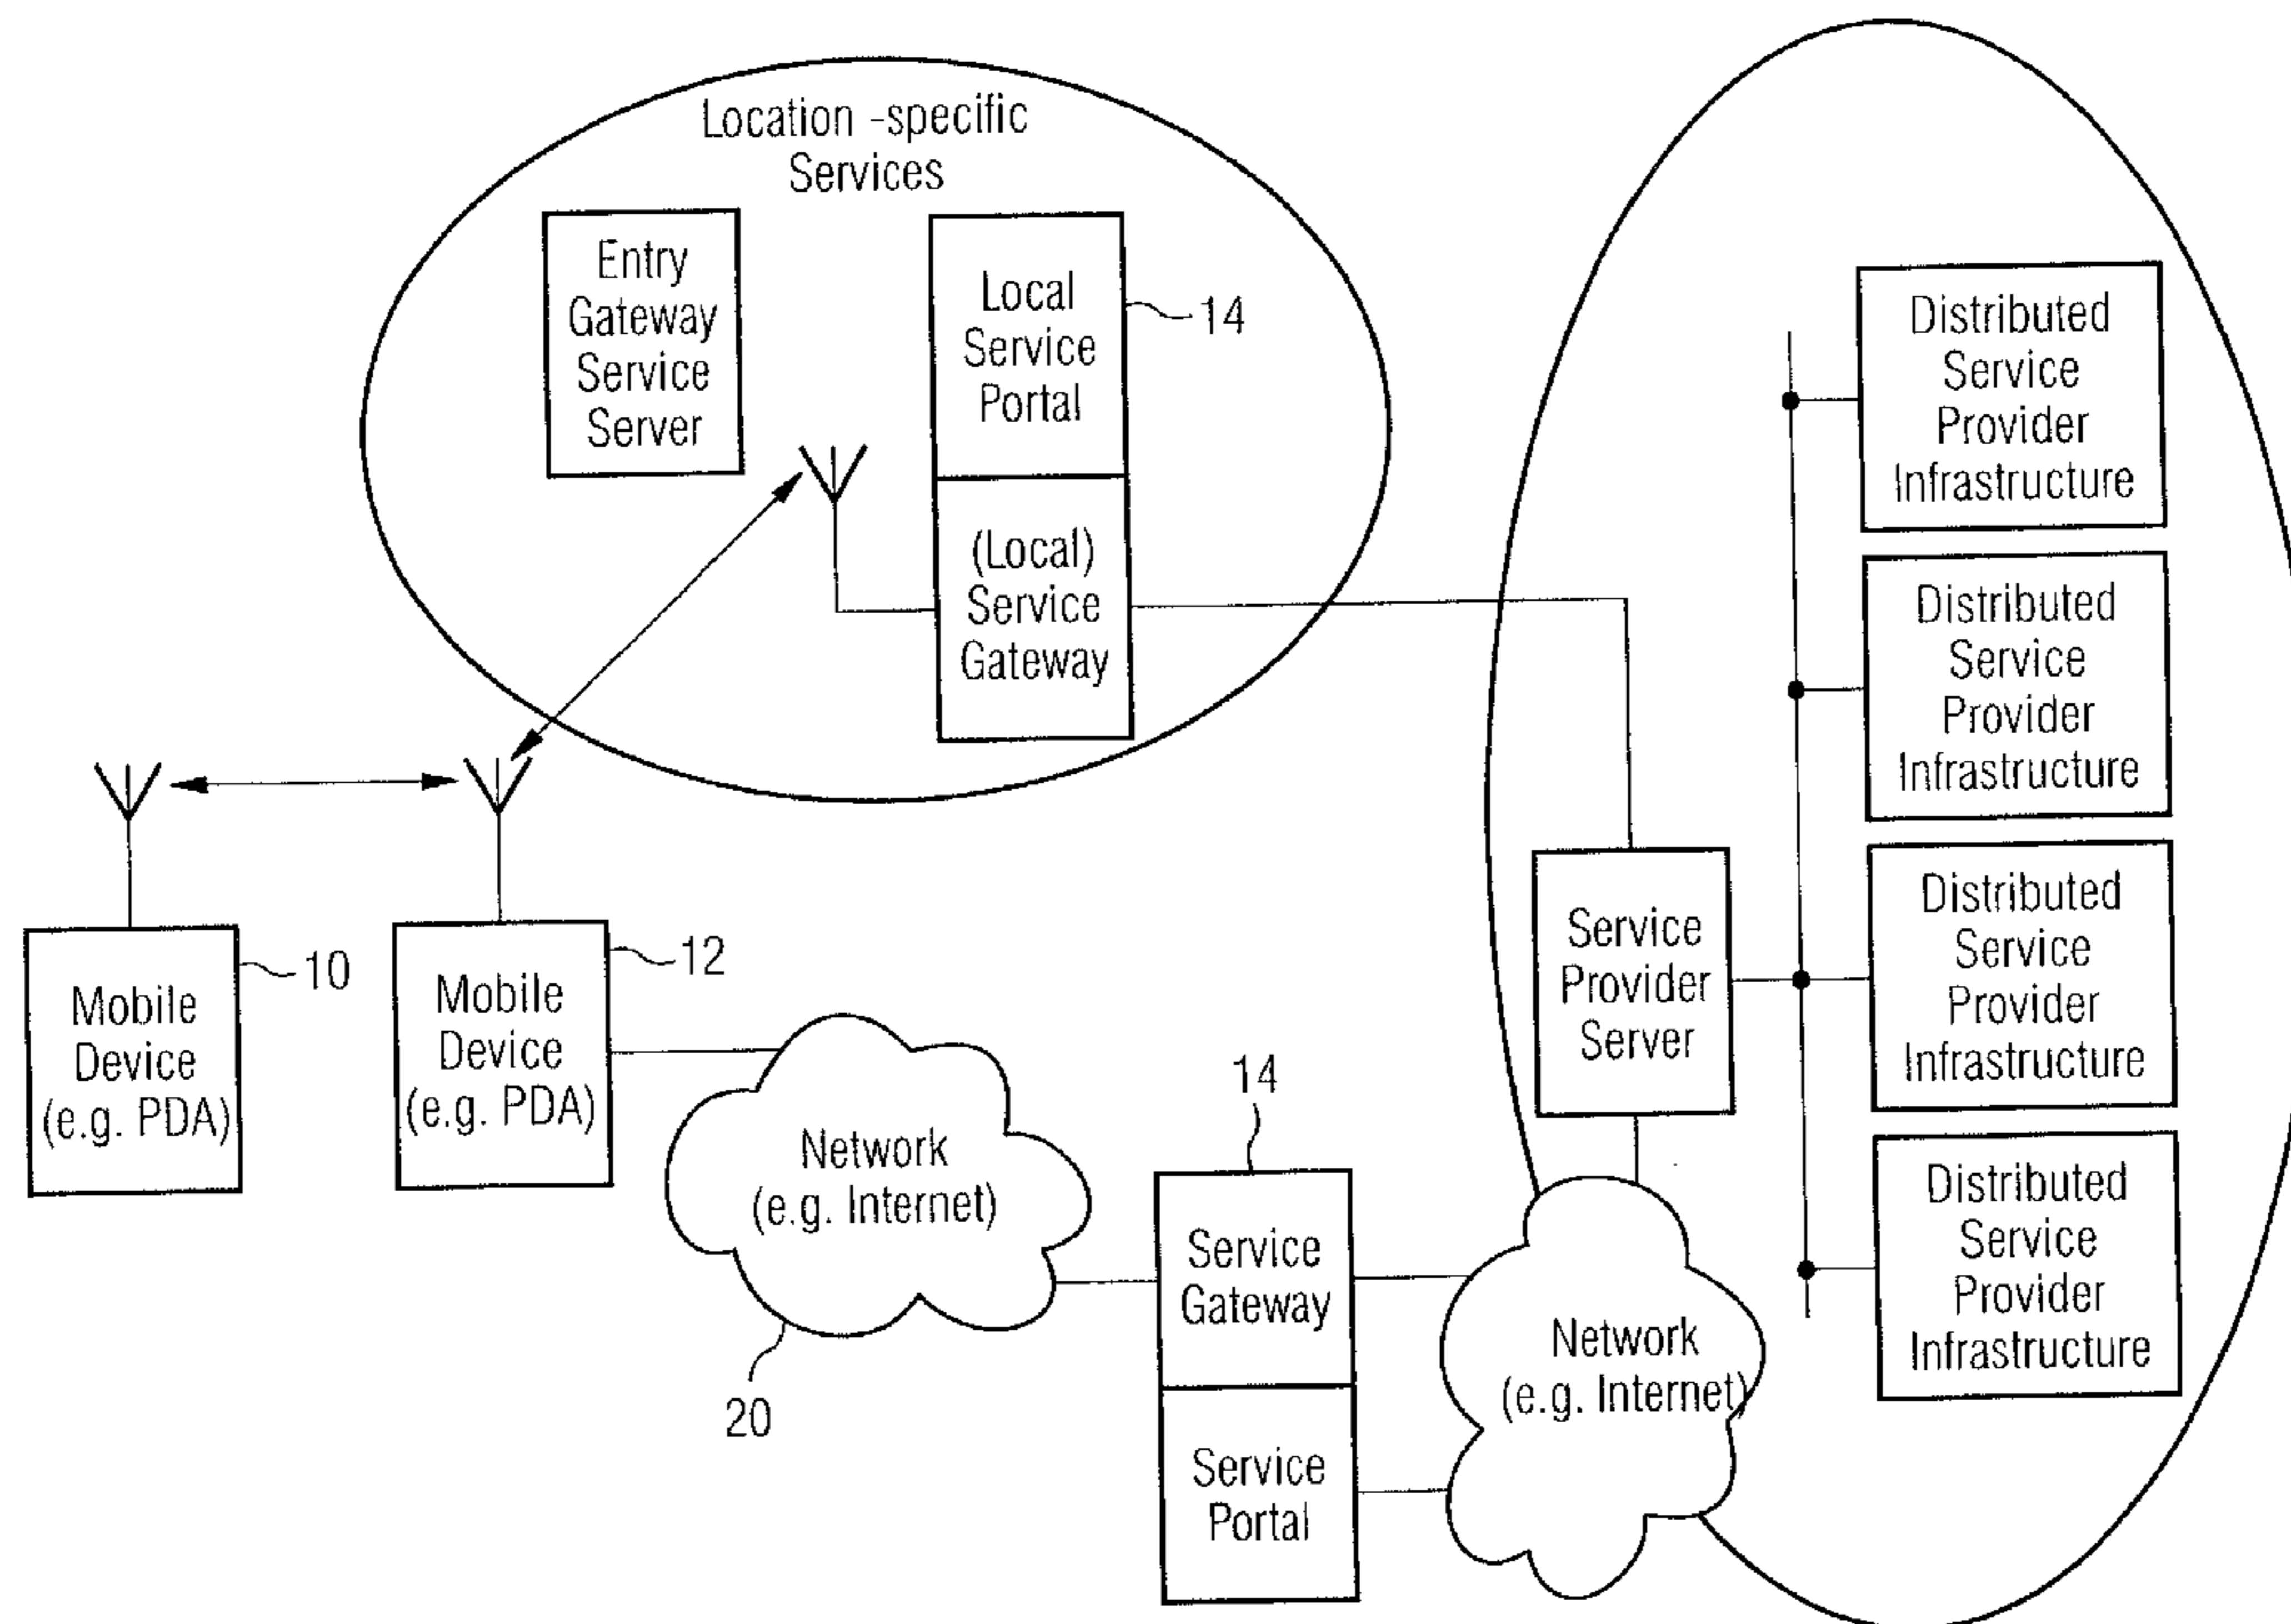 Location -specific
Services
Entry
Gateway
Service
Server
Local
Service
Portal
14
(Local)
Service
Gateway
Distributed
Service
Provider
Infrastructure
Distributed
Service
Provider
Infrastructure
Distributed
Service
Provider
Infrastructure
Distributed
Service
Provider
Infrastructure
Service
Provider
Server
Mobile
Device
(e.g. PDA)
10
Mobile
Device
(e.g. PDA)
12
Network
(e.g. Internet)
20
14
Service
Gateway
Service
Portal
Network
(e.g. Internet)